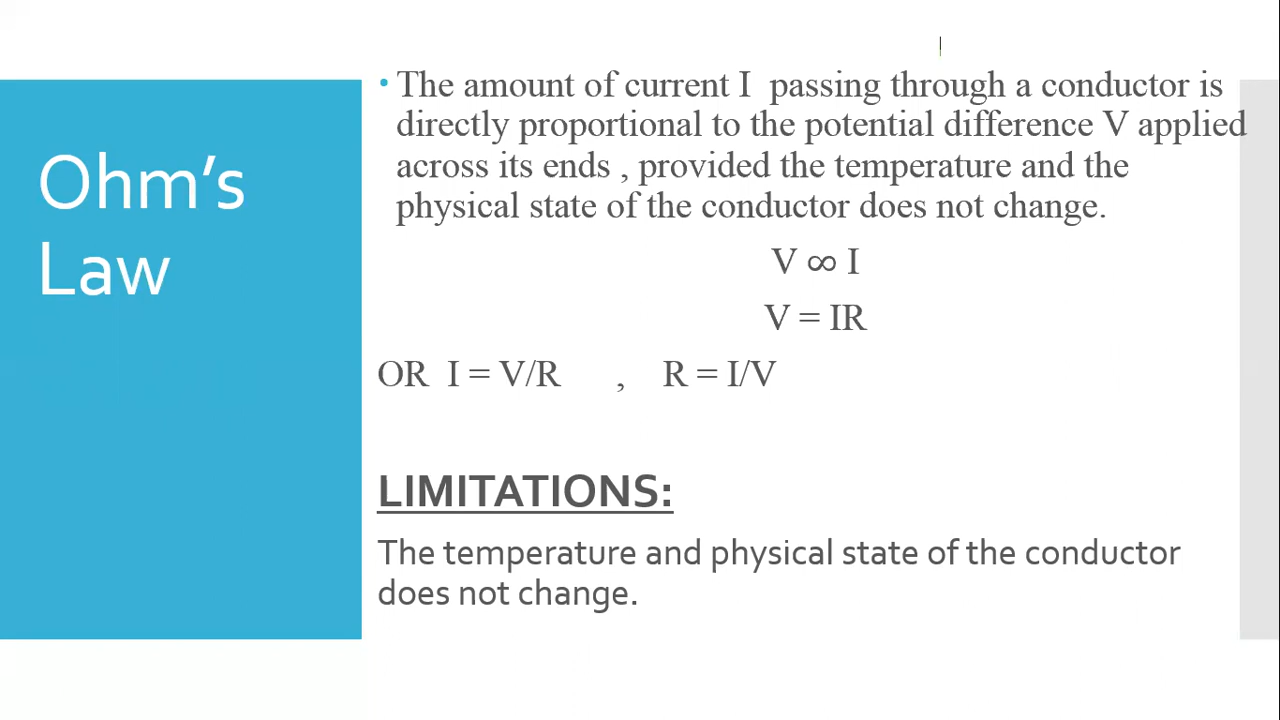 Ohm’s
Law
• The amount of current I passing through a conductor is
directly proportional to the potential difference V applied
across its ends , provided the temperature and the
physical state of the conductor does not change.
V ∞ I
V = IR
OR I = V/R , R = I/V
LIMITATIONS:
The temperature and physical state of the conductor
does not change.